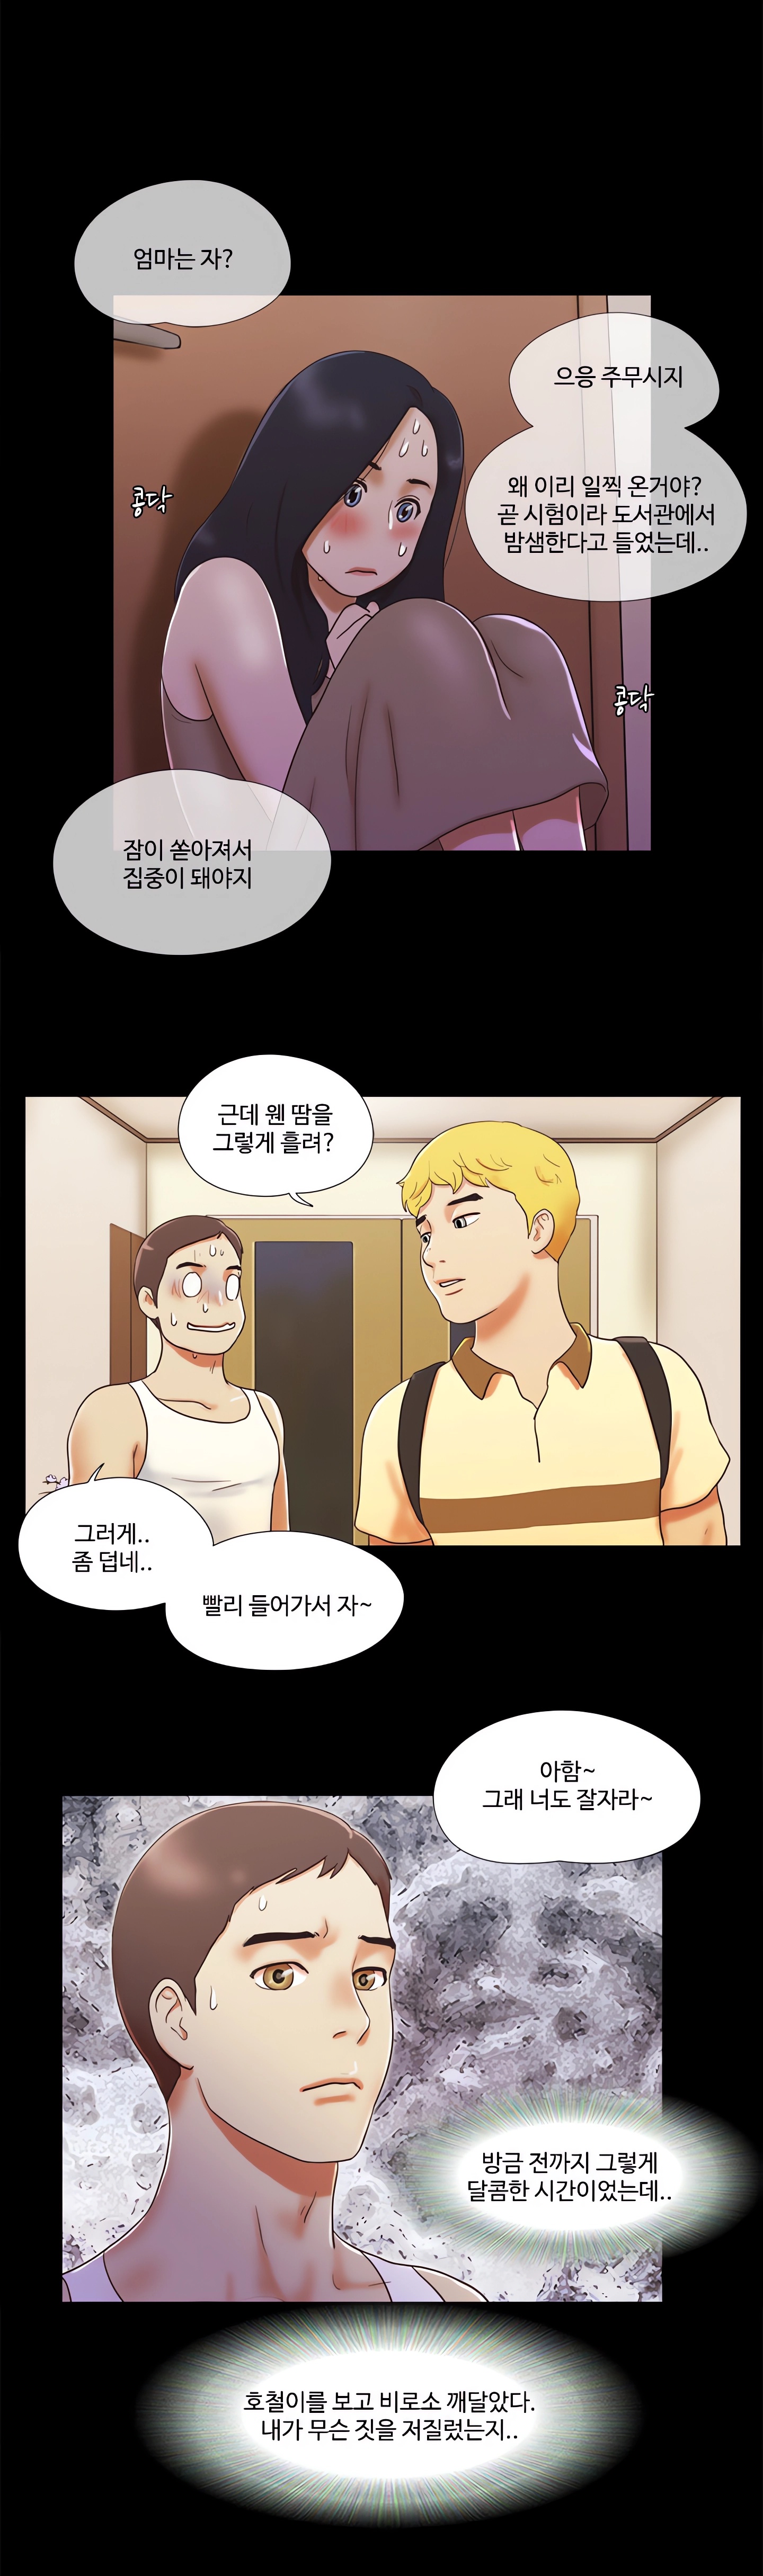 엄마는 자?
으응 주무시지
왜 이리 일찍 온거야?
곧 시험이라 도서관에서
밤샘한다고 들었는데..
콩닥
콩닥
잠이 쏟아져서
집중이 돼야지
근데 웬 땀을
그렇게 흘려?
그러게..
좀 덥네..
빨리 들어가서 자~
아함~
그래 너도 잘자라~
방금 전까지 그렇게
달콤한 시간이었는데..
호철이를 보고 비로소 깨달았다.
내가 무슨 짓을 저질렀는지..